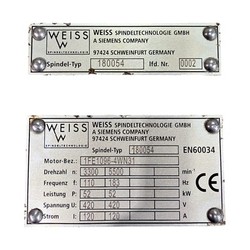 WEISS
SPINDELTECHNOLOGIE
WEISS SPINDELTECHNOLOGIE GMBH
A SIEMENS COMPANY
97424 SCHWEINFURT GERMANY
Spindel-Typ 180054 lfd. Nr. 0002
WEISS
SPINDELTECHNOLOGIE
WEISS SPINDELTECHNOLOGIE GMBH
A SIEMENS COMPANY
97424 SCHWEINFURT GERMANY
Spindel-Typ 180054 EN60034
Motor-Bez.: 1FE1096-4WN31
Drehzahl n 3300 5500 min⁻¹
Frequenz f 110 183 Hz
Leistung P 52 52 kW
Spannung U 420 420 V
Strom I 120 120 A